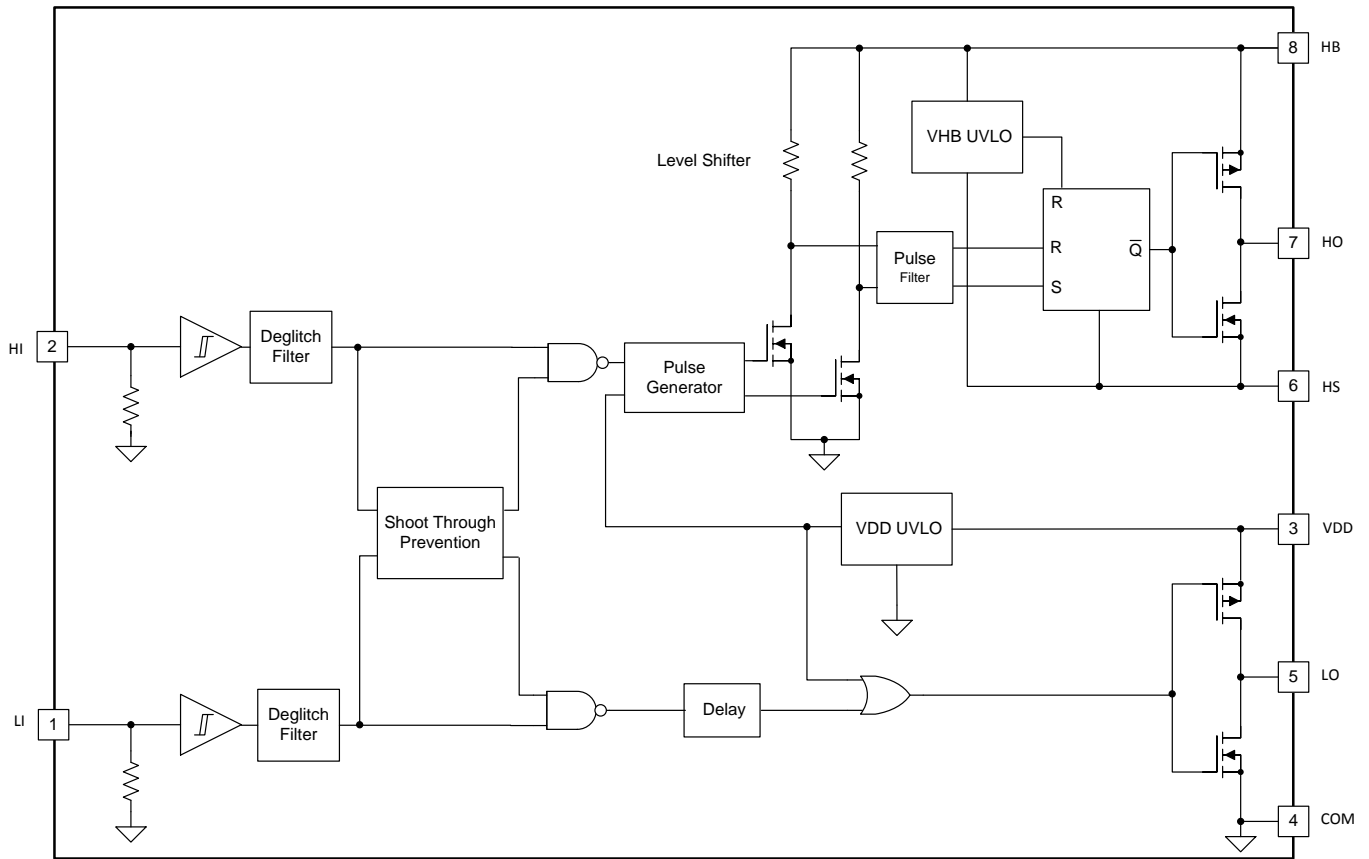 8 HB
Level Shifter
VHB UVLO
R
R
S
Q̅
Pulse
Filter
7 HO
HI 2
Deglitch
Filter
Pulse
Generator
6 HS
Shoot Through
Prevention
VDD UVLO
3 VDD
LI 1
Deglitch
Filter
Delay
5 LO
4 COM